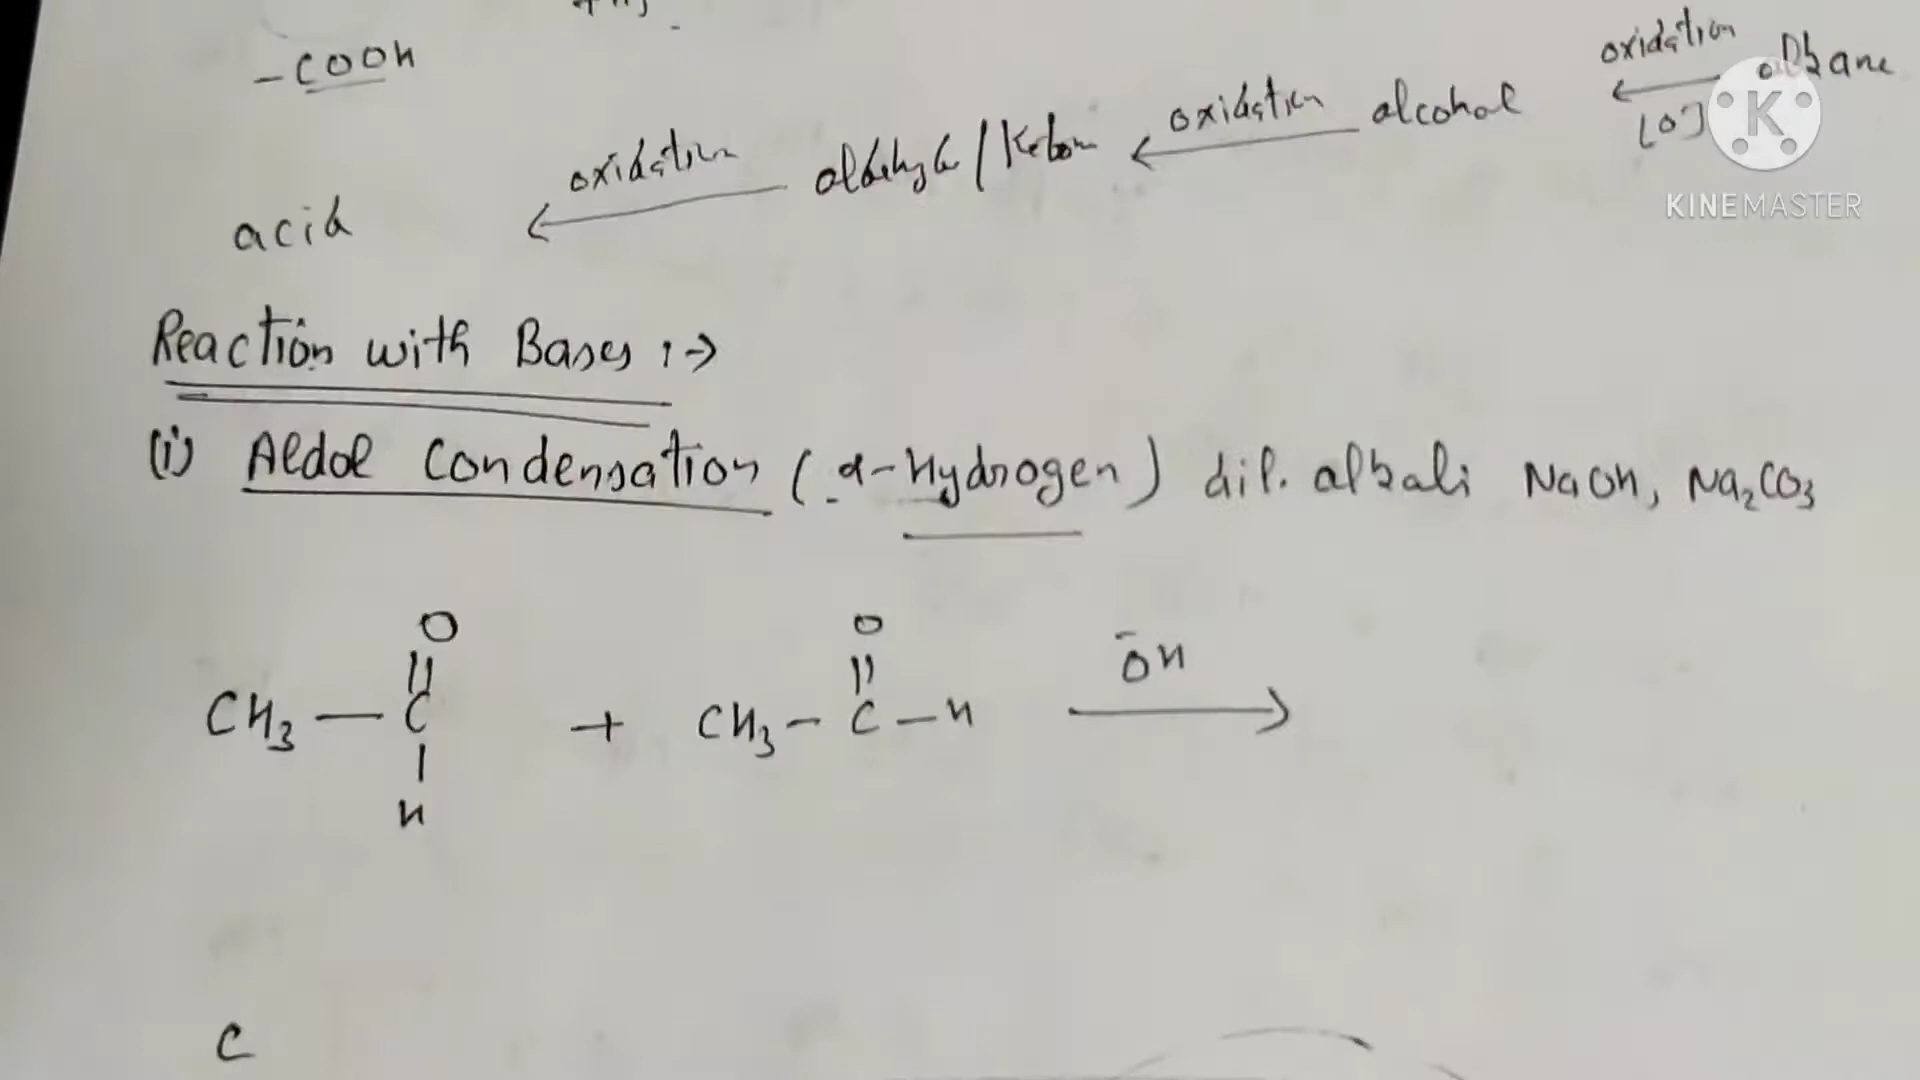 -COOH
oxidation alkane
acid oxidation aldehyde/Ketone oxidation alcohol [O]
KINEMASTER
Reaction with Bases :→
(i) Aldol Condensation (α-Hydrogen) dil. alkali NaOH, Na₂CO₃
O O
CH₃ — C + CH₃ - C - H ⁻OH →
H
C